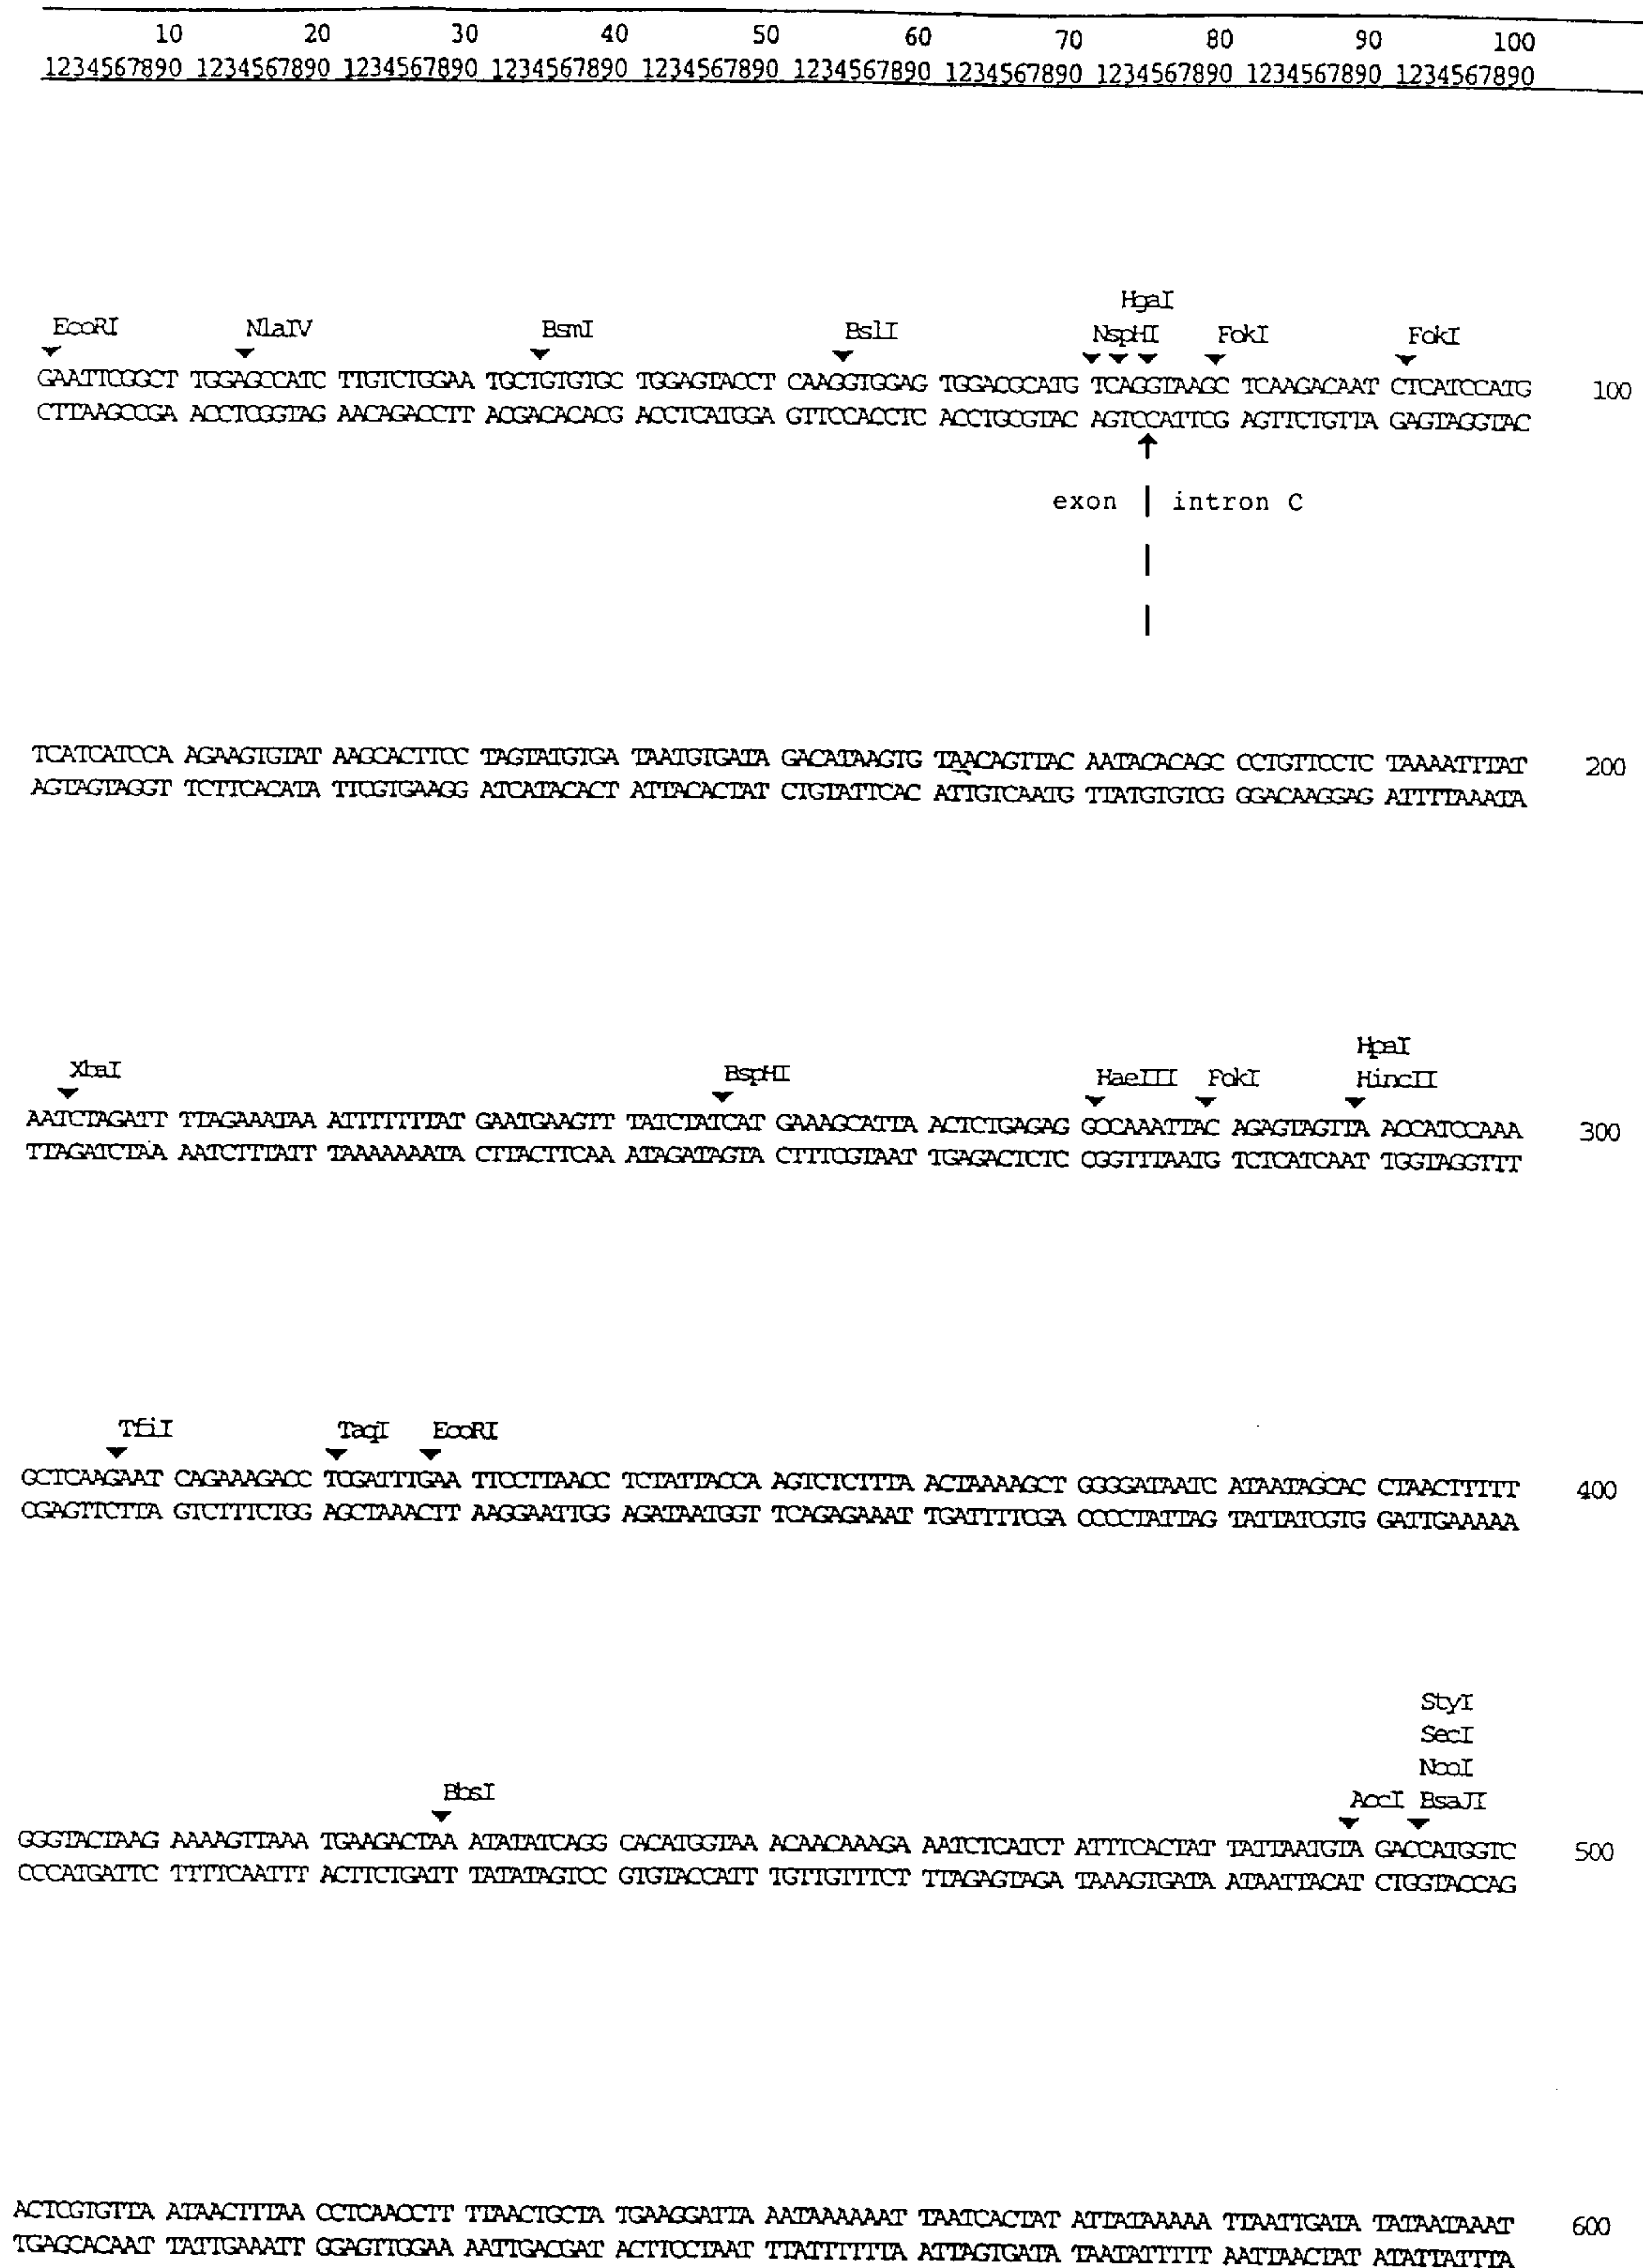 10 20 30 40 50 60 70 80 90 100
1234567890 1234567890 1234567890 1234567890 1234567890 1234567890 1234567890 1234567890 1234567890 1234567890
HgaI
EcoRI NlaIV BsmI BslI NspHI FokI FokI
GAATTCGGCT TGGAGCCATC TTGTCTGGAA TGCTGTGTGC TGGAGTACCT CAAGGTGGAG TGGACGCATG TCAGGTAAGC TCAAGACAAT CTCATCCATG 100
CTTAAGCCGA ACCTCGGTAG AACAGACCTT ACGACACACG ACCTCATGGA GTTCCACCTC ACCTGCGTAC AGTCCATTCG AGTTCTGTTA GAGTAGGTAC
exon | intron C
TCATCATCCA AGAAGTGTAT AAGCACTTCC TAGTATGTGA TAATGTGATA GACATAAGTG TAACAGTTAC AATACACAGC CCTGTTCCTC TAAAATTTAT 200
AGTAGTAGGT TCTTCACATA TTCGTGAAGG ATCATACACT ATTACACTAT CTGTATTCAC ATTGTCAATG TTATGTGTCG GGACAAGGAG ATTTTAAATA
HpaI
XbaI BspHI HaeIII FokI HincII
AATCTAGATT TTAGAAATAA ATTTTTTTAT GAATGAAGTT TATCTATCAT GAAAGCATTA ACTCTGAGAG GCCAAATTAC AGAGTAGTTA ACCATCCAAA 300
TTAGATCTAA AATCTTTATT TAAAAAAATA CTTACTTCAA ATAGATAGTA CTTTCGTAAT TGAGACTCTC CGGTTTAATG TCTCATCAAT TGGTAGGTTT
TfiI TaqI EcoRI
GCTCAAGAAT CAGAAAGACC TCGATTTGAA TTCCTTAACC TCTATTACCA AGTCTCTTTA ACTAAAAGCT GGGGATAATC ATAATAGCAC CTAACTTTTT 400
CGAGTTCTTA GTCTTTCTGG AGCTAAACTT AAGGAATTGG AGATAATGGT TCAGAGAAAT TGATTTTCGA CCCCTATTAG TATTATCGTG GATTGAAAAA
StyI
SecI
NcoI
BbsI AccI BsaJI
GGGTACTAAG AAAAGTTAAA TGAAGACTAA ATATATCAGG CACATGGTAA ACAACAAAGA AATCTCATCT ATTTCACTAT TATTAATGTA GACCATGGTC 500
CCCATGATTC TTTTCAATTT ACTTCTGATT TATATAGTCC GTGTACCATT TGTTGTTTCT TTAGAGTAGA TAAAGTGATA ATAATTACAT CTGGTACCAG
ACTCGTGTTA ATAACTTTAA CCTCAACCTT TTAACTGCTA TGAAGGATTA AATAAAAAAT TAATCACTAT ATTATAAAAA TTAATTGATA TATAATAAAT 600
TGAGCACAAT TATTGAAATT GGAGTTGGAA AATTGACGAT ACTTCCTAAT TTATTTTTTA ATTAGTGATA TAATATTTTT AATTAACTAT ATATTATTTA